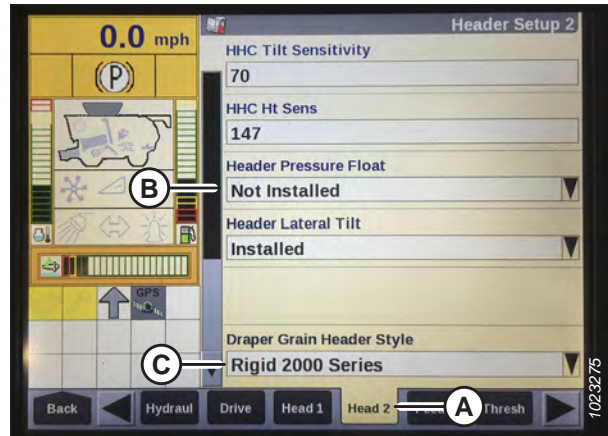 0.0 mph
Header Setup 2
(P)
HHC Tilt Sensitivity
70
HHC Ht Sens
147
Header Pressure Float
B
Not Installed
Header Lateral Tilt
Installed
GPS
Draper Grain Header Style
C
Rigid 2000 Series
Back
Hydraul
Drive
Head 1
Head 2
A
Thresh
1023275